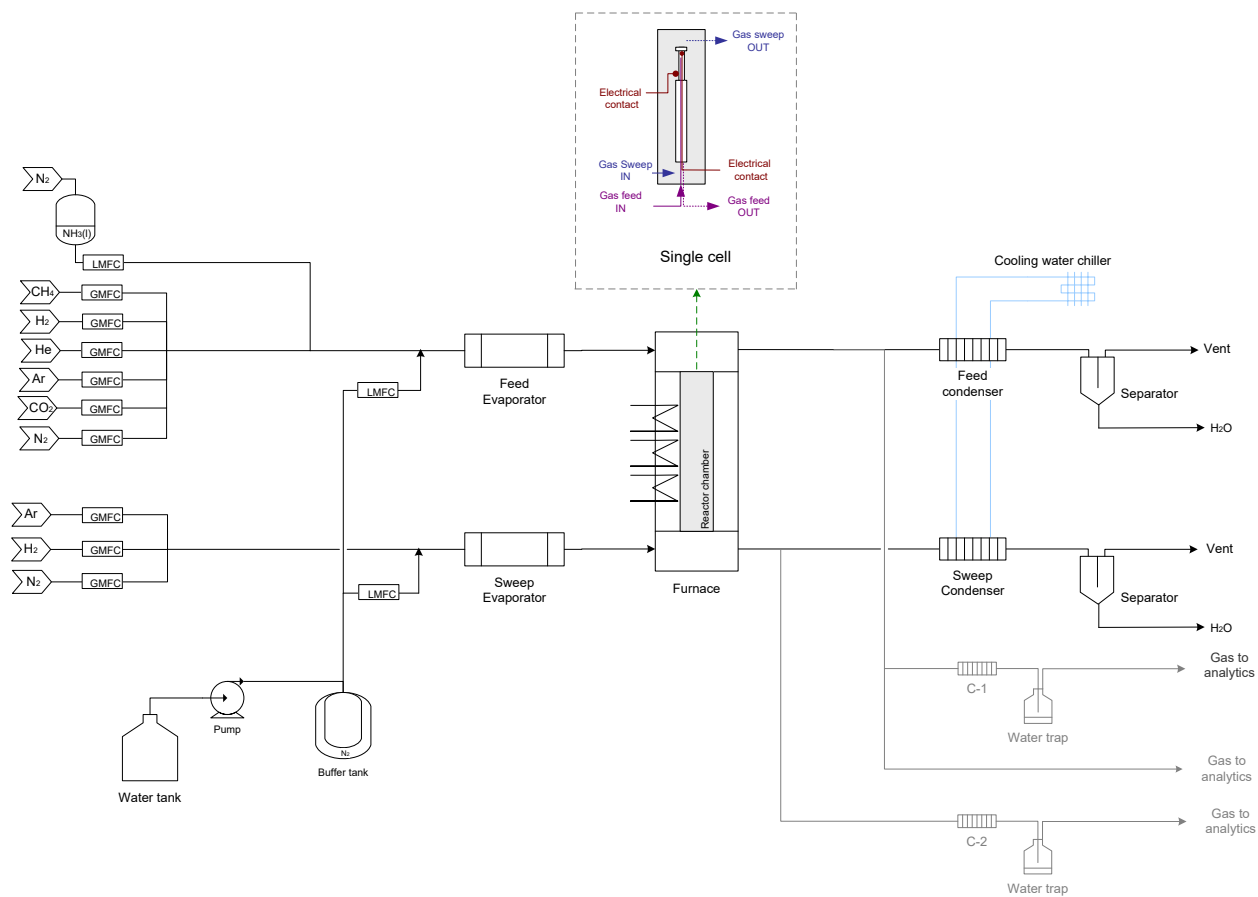 Gas sweep
OUT
Electrical
contact
Gas Sweep
IN
Electrical
contact
Gas feed
IN
Gas feed
OUT
Single cell
N2
NH3(l)
LMFC
CH4
GMFC
H2
GMFC
He
GMFC
Ar
GMFC
CO2
GMFC
N2
GMFC
LMFC
Feed
Evaporator
Cooling water chiller
Feed
condenser
Vent
Separator
H2O
Reactor chamber
Ar
GMFC
H2
GMFC
N2
GMFC
LMFC
Sweep
Evaporator
Furnace
Sweep
Condenser
Vent
Separator
H2O
Pump
Water tank
N2
Buffer tank
C-1
Water trap
Gas to
analytics
Gas to
analytics
C-2
Water trap
Gas to
analytics